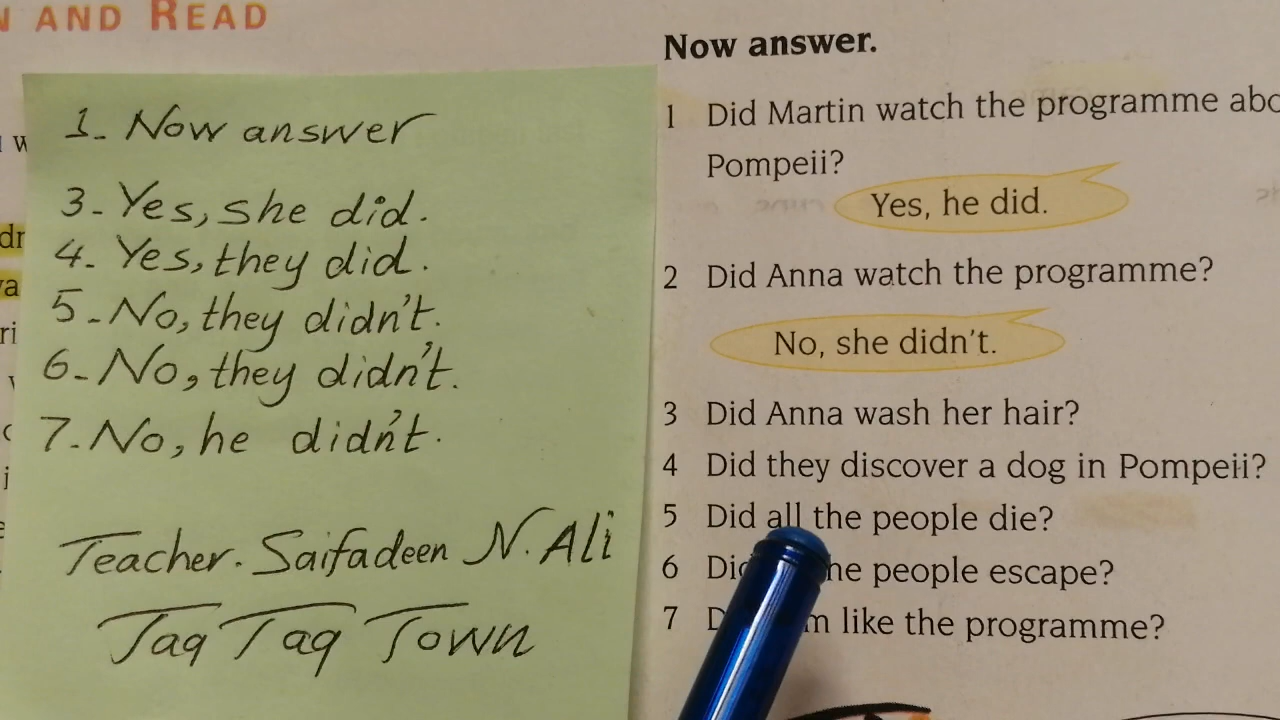 AND READ
1- Now answer
3- Yes, she did.
4- Yes, they did.
5- No, they didn't.
6- No, they didn't.
7- No, he didn't.
Teacher. Saifadeen N. Ali
Taq Taq Town
Now answer.
1 Did Martin watch the programme
Pompeii?
Yes, he did.
2 Did Anna watch the programme?
No, she didn't.
3 Did Anna wash her hair?
4 Did they discover a dog in Pompeii?
5 Did all the people die?
6 people escape?
7 like the programme?